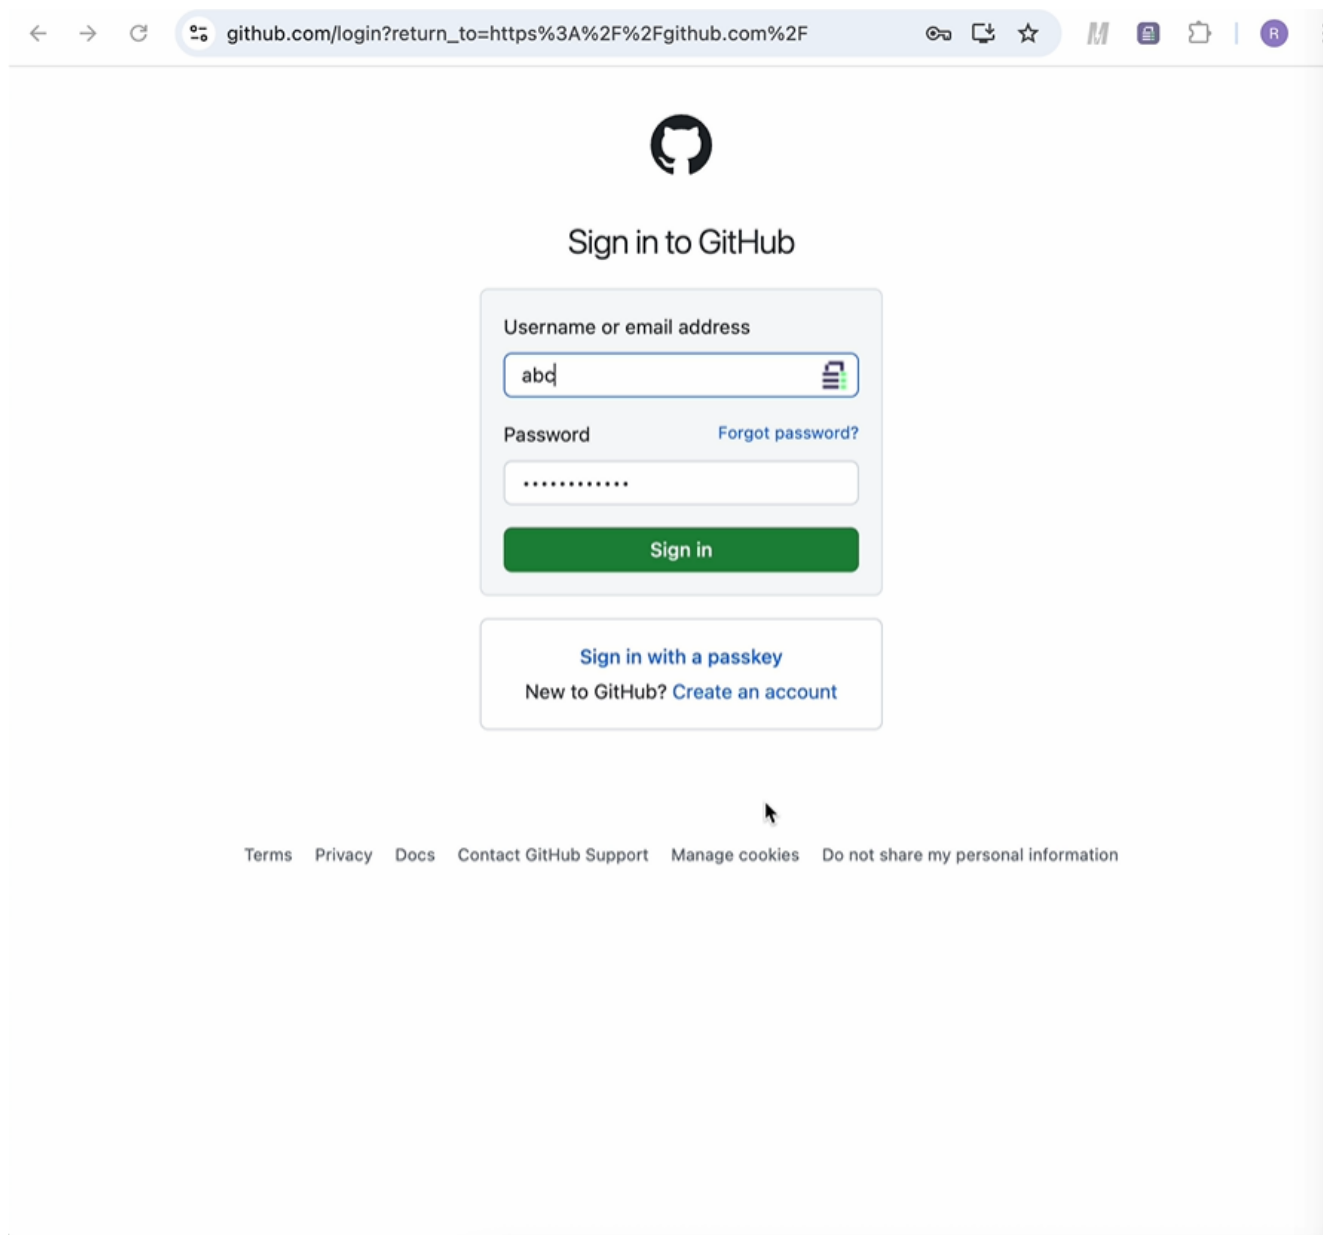 github.com/login?return_to=https%3A%2F%2Fgithub.com%2F
R
Sign in to GitHub
Username or email address
abc
Password Forgot password?
Sign in
Sign in with a passkey
New to GitHub? Create an account
Terms Privacy Docs Contact GitHub Support Manage cookies Do not share my personal information